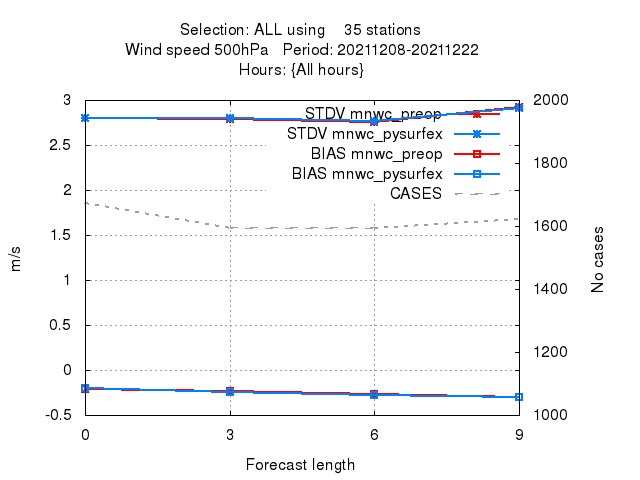 Selection: ALL using    35 stations
Wind speed 500hPa   Period: 20211208-20211222
Hours: {All hours}
3
2.5
2
1.5
1
0.5
0
-0.5
2000
1800
1600
1400
1200
1000
STDV mnwc_preop
STDV mnwc_pysurfex
BIAS mnwc_preop
BIAS mnwc_pysurfex
CASES
m/s
No cases
0 3 6 9
Forecast length